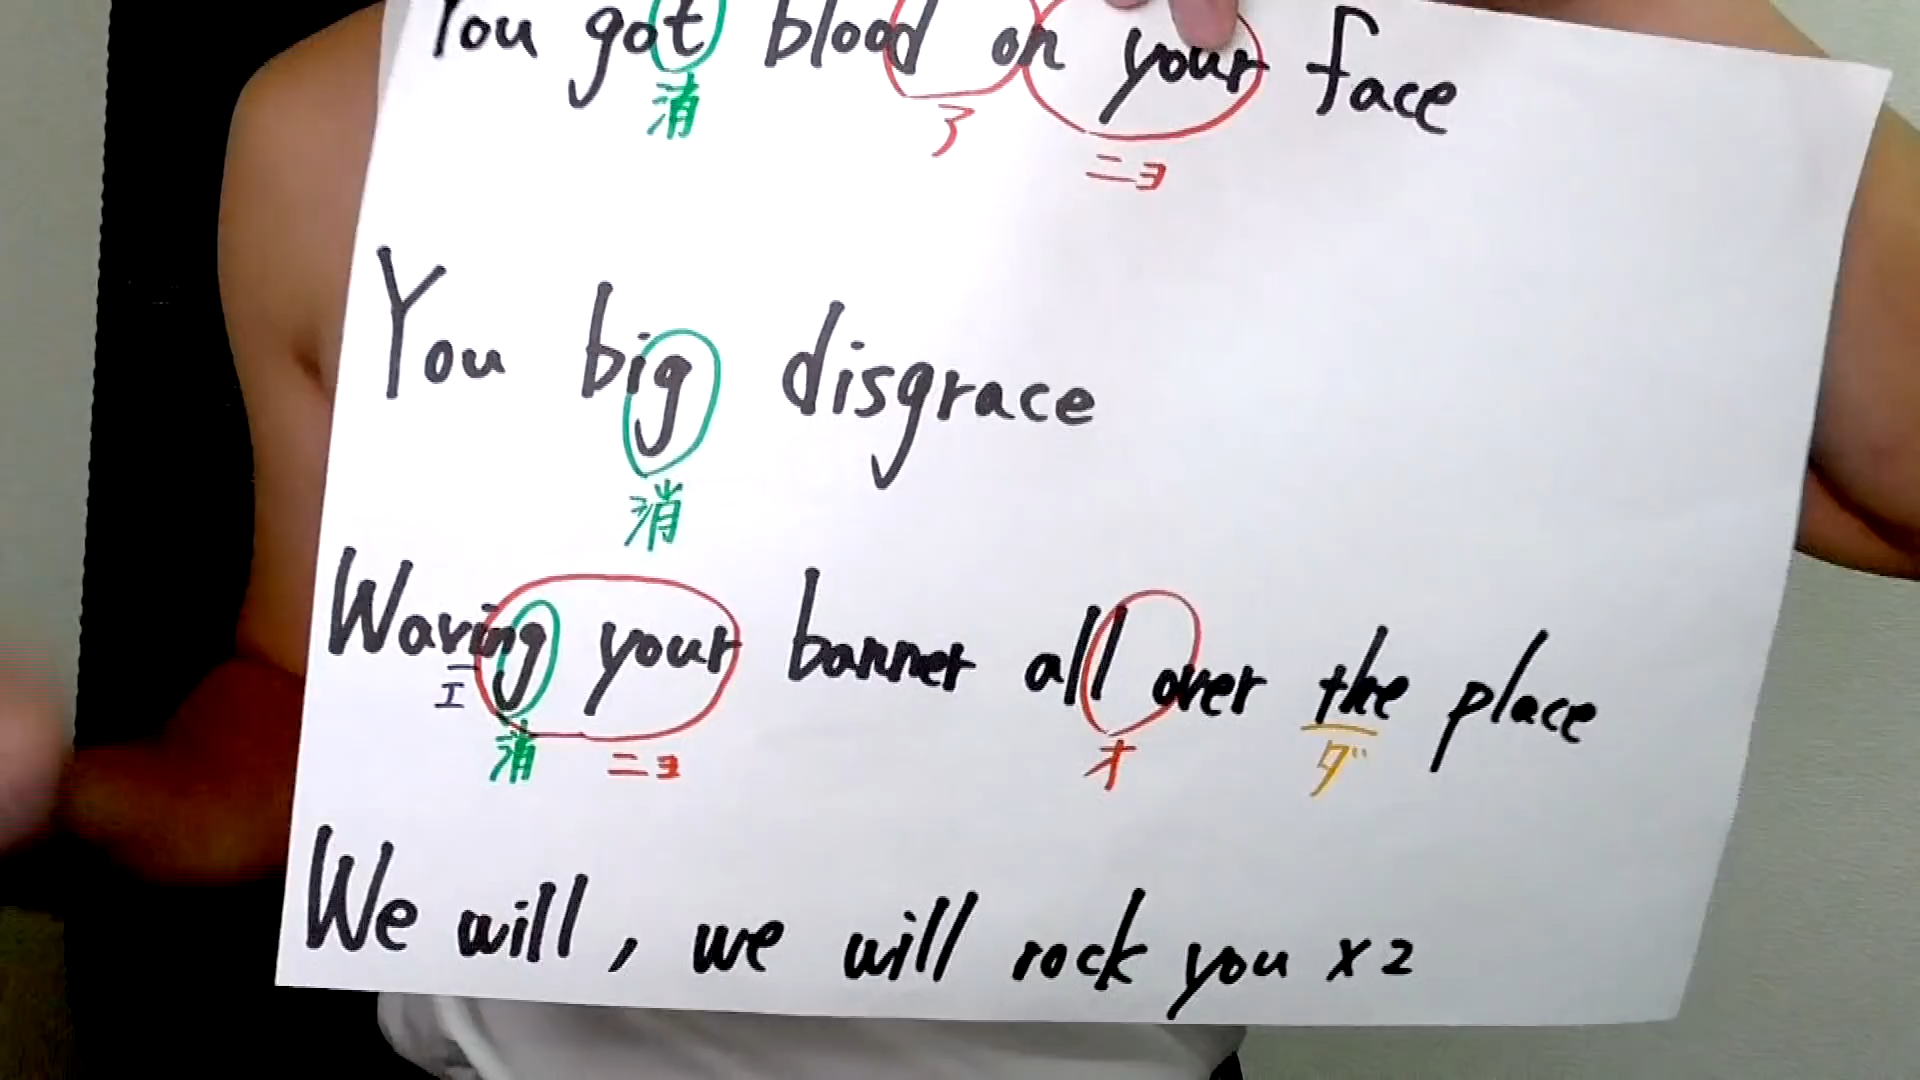 You got blood on your face
消 ア ニョ
You big disgrace
消
Waving your banner all over the place
エ 消 ニョ オ ダ
We will, we will rock you x2